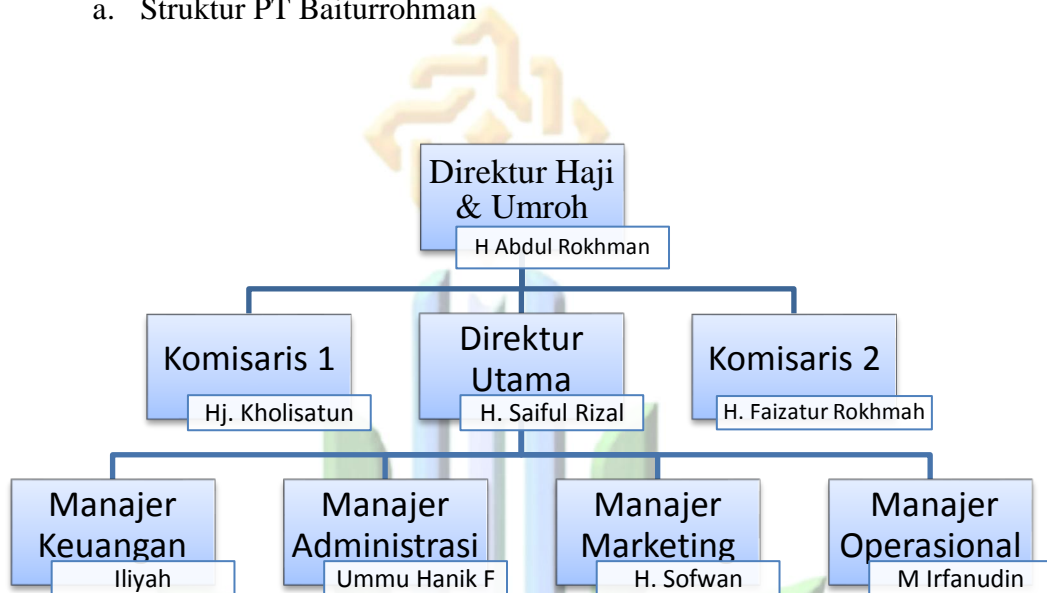 a. Struktur PT Baiturrohman
Direktur Haji
& Umroh
H Abdul Rokhman
Komisaris 1
Hj. Kholisatun
Direktur
Utama
H. Saiful Rizal
Komisaris 2
H. Faizatur Rokhmah
Manajer
Keuangan
Iliyah
Manajer
Administrasi
Ummu Hanik F
Manajer
Marketing
H. Sofwan
Manajer
Operasional
M Irfanudin